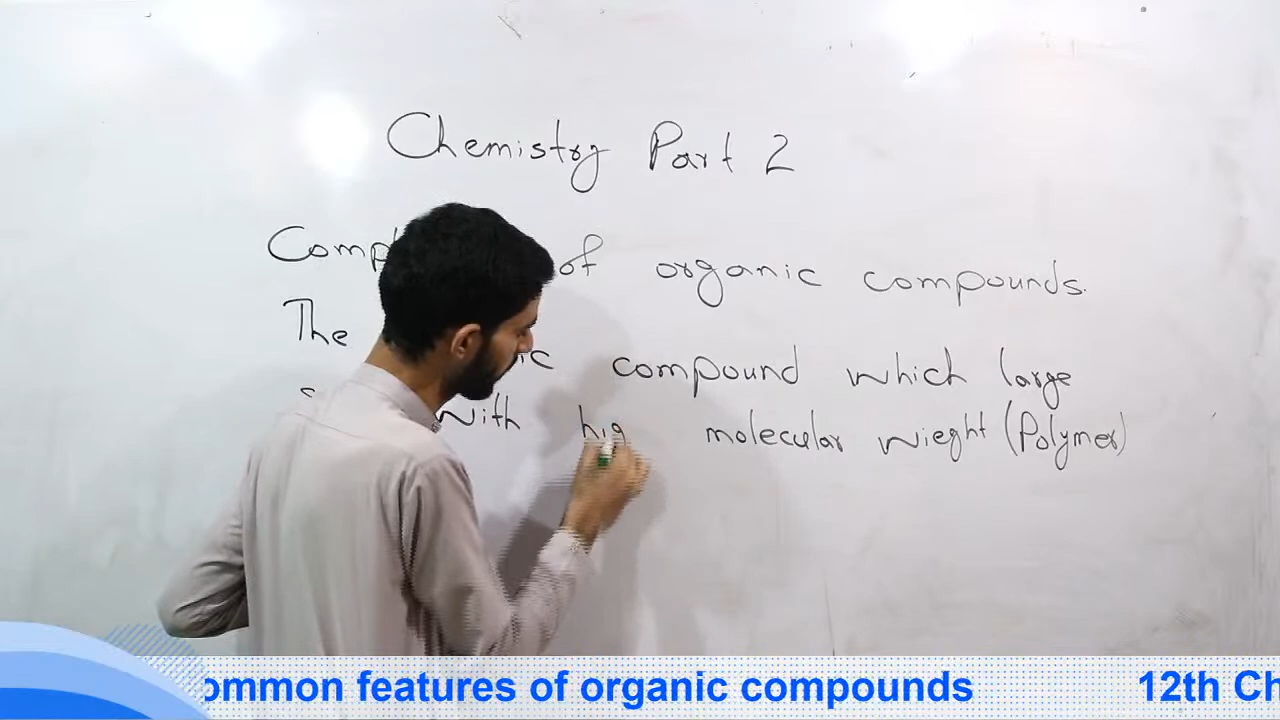 Chemistry Part 2
of organic compounds.
The compound which large
with hig molecular wieght (Polymer)
ommon features of organic compounds 12th Ch